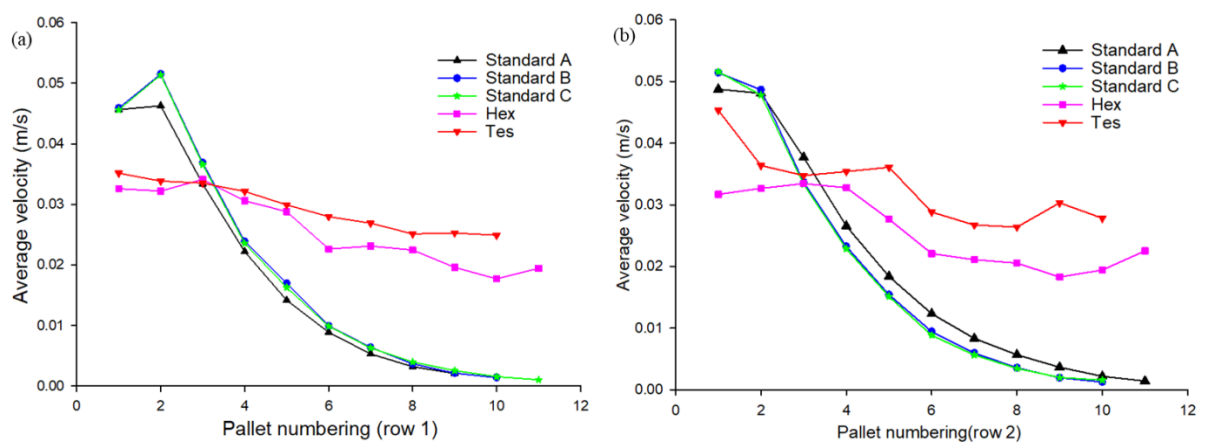 (a)
0.06
0.05
0.04
0.03
0.02
0.01
0.00
Average velocity (m/s)
0 2 4 6 8 10 12
Pallet numbering (row 1)
Standard A
Standard B
Standard C
Hex
Tes
(b)
0.06
0.05
0.04
0.03
0.02
0.01
0.00
Average velocity (m/s)
0 2 4 6 8 10 12
Pallet numbering(row 2)
Standard A
Standard B
Standard C
Hex
Tes